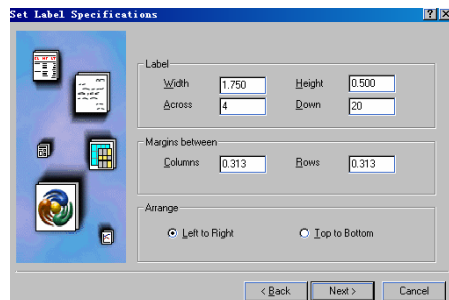 Set Label Specifications
Label
Width 1.750 Height 0.500
Across 4 Down 20
Margins between
Columns 0.313 Rows 0.313
Arrange
Left to Right Top to Bottom
< Back Next > Cancel